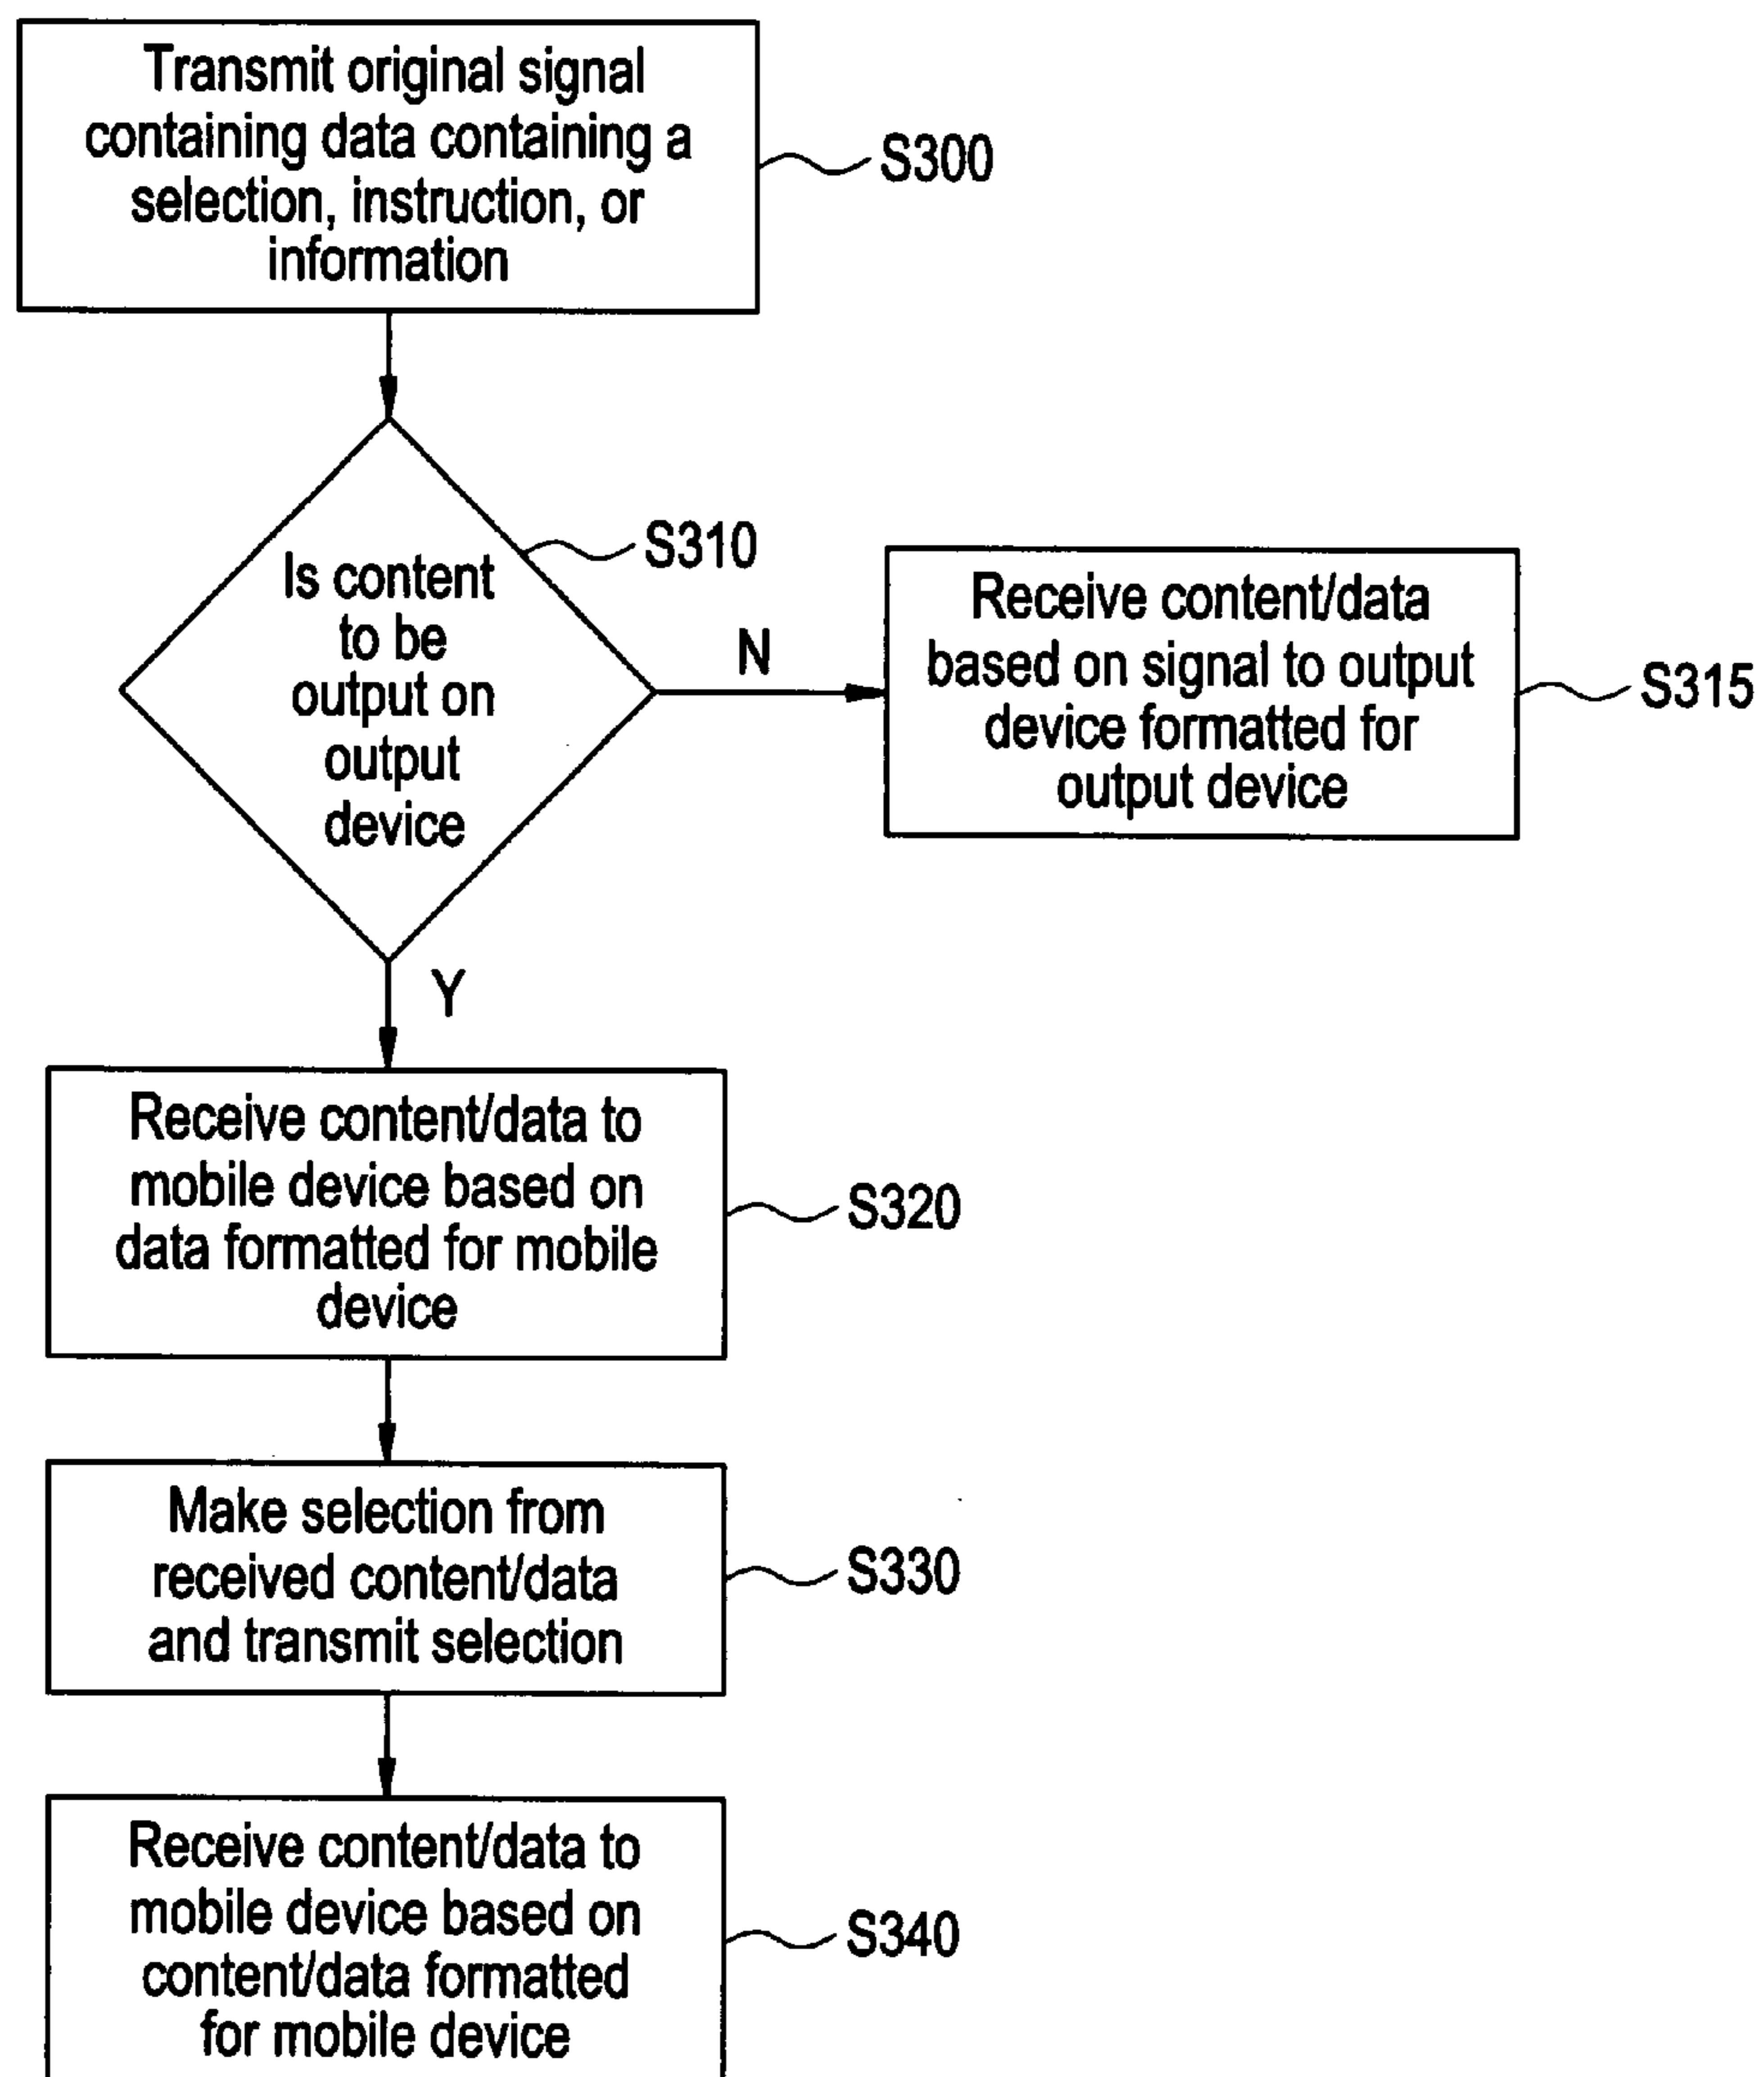 Transmit original signal
containing data containing a
selection, instruction, or
information
S300
Is content
to be
output on
output
device
S310
N
Receive content/data
based on signal to output
device formatted for
output device
S315
Y
Receive content/data to
mobile device based on
data formatted for mobile
device
S320
Make selection from
received content/data
and transmit selection
S330
Receive content/data to
mobile device based on
content/data formatted
for mobile device
S340